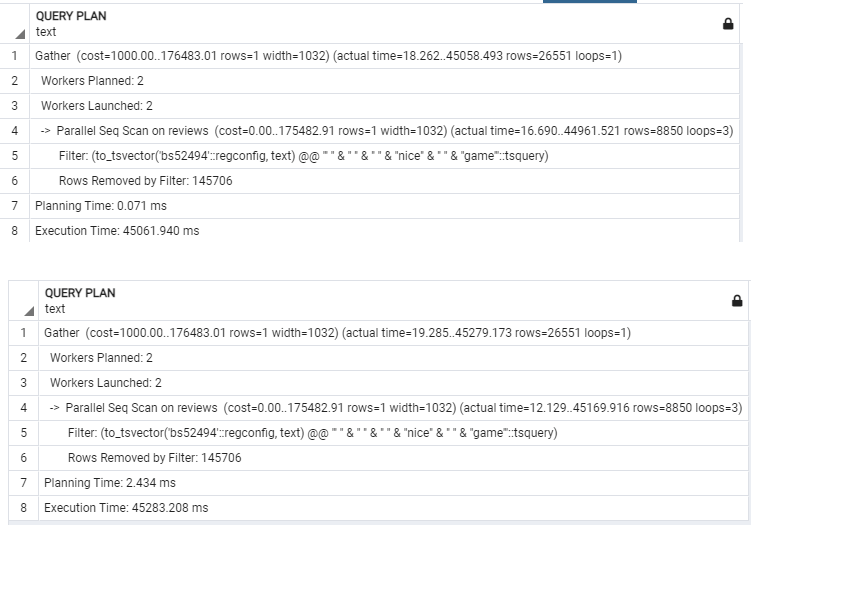 QUERY PLAN
text
1 Gather (cost=1000.00..176483.01 rows=1 width=1032) (actual time=18.262..45058.493 rows=26551 loops=1)
2 Workers Planned: 2
3 Workers Launched: 2
4 -> Parallel Seq Scan on reviews (cost=0.00..175482.91 rows=1 width=1032) (actual time=16.690..44961.521 rows=8850 loops=3)
5 Filter: (to_tsvector('bs52494'::regconfig, text) @@ '" " & " " & " " & "nice" & " " & "game"'::tsquery)
6 Rows Removed by Filter: 145706
7 Planning Time: 0.071 ms
8 Execution Time: 45061.940 ms
QUERY PLAN
text
1 Gather (cost=1000.00..176483.01 rows=1 width=1032) (actual time=19.285..45279.173 rows=26551 loops=1)
2 Workers Planned: 2
3 Workers Launched: 2
4 -> Parallel Seq Scan on reviews (cost=0.00..175482.91 rows=1 width=1032) (actual time=12.129..45169.916 rows=8850 loops=3)
5 Filter: (to_tsvector('bs52494'::regconfig, text) @@ '" " & " " & " " & "nice" & " " & "game"'::tsquery)
6 Rows Removed by Filter: 145706
7 Planning Time: 2.434 ms
8 Execution Time: 45283.208 ms